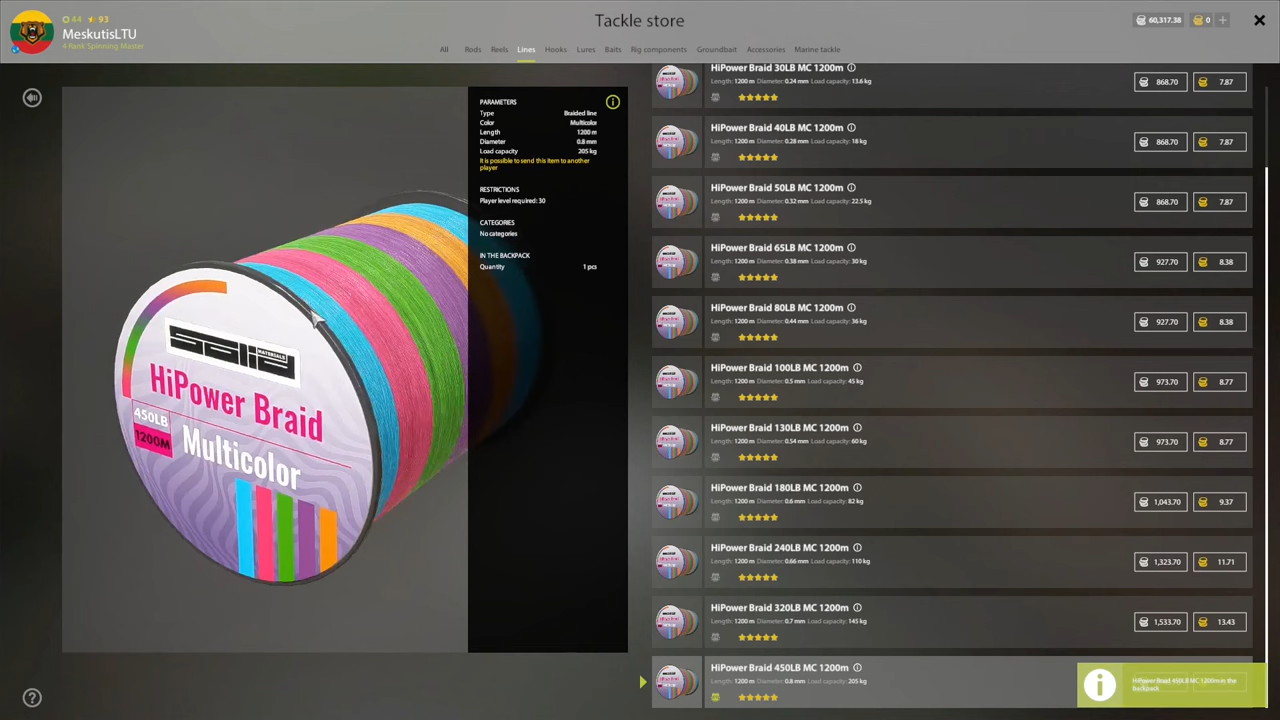 44 93
MeskutisLTU
4 Rank Spinning Master
Tackle store
60,317.38 0 +
All Rods Reels Lines Hooks Lures Baits Rig components Groundbait Accessories Marine tackle
PARAMETERS
Type Braided line
Color Multicolor
Length 1200 m
Diameter 0.8 mm
Load capacity 205 kg
It is possible to send this item to another
player
RESTRICTIONS
Player level required: 30
CATEGORIES
No categories
IN THE BACKPACK
Quantity 1 pcs
Salia
MATERIALS
HiPower Braid
450LB
1200M
Multicolor
HiPower Braid 30LB MC 1200m
Length: 1200 m Diameter: 0.24 mm Load capacity: 13.6 kg
868.70 7.87
HiPower Braid 40LB MC 1200m
Length: 1200 m Diameter: 0.28 mm Load capacity: 18 kg
868.70 7.87
HiPower Braid 50LB MC 1200m
Length: 1200 m Diameter: 0.32 mm Load capacity: 22.5 kg
868.70 7.87
HiPower Braid 65LB MC 1200m
Length: 1200 m Diameter: 0.38 mm Load capacity: 30 kg
927.70 8.38
HiPower Braid 80LB MC 1200m
Length: 1200 m Diameter: 0.44 mm Load capacity: 36 kg
927.70 8.38
HiPower Braid 100LB MC 1200m
Length: 1200 m Diameter: 0.5 mm Load capacity: 45 kg
973.70 8.77
HiPower Braid 130LB MC 1200m
Length: 1200 m Diameter: 0.54 mm Load capacity: 60 kg
973.70 8.77
HiPower Braid 180LB MC 1200m
Length: 1200 m Diameter: 0.6 mm Load capacity: 82 kg
1,043.70 9.37
HiPower Braid 240LB MC 1200m
Length: 1200 m Diameter: 0.66 mm Load capacity: 110 kg
1,323.70 11.71
HiPower Braid 320LB MC 1200m
Length: 1200 m Diameter: 0.7 mm Load capacity: 145 kg
1,533.70 13.43
HiPower Braid 450LB MC 1200m
Length: 1200 m Diameter: 0.8 mm Load capacity: 205 kg
HiPower Braid 450LB MC 1200m in the
backpack